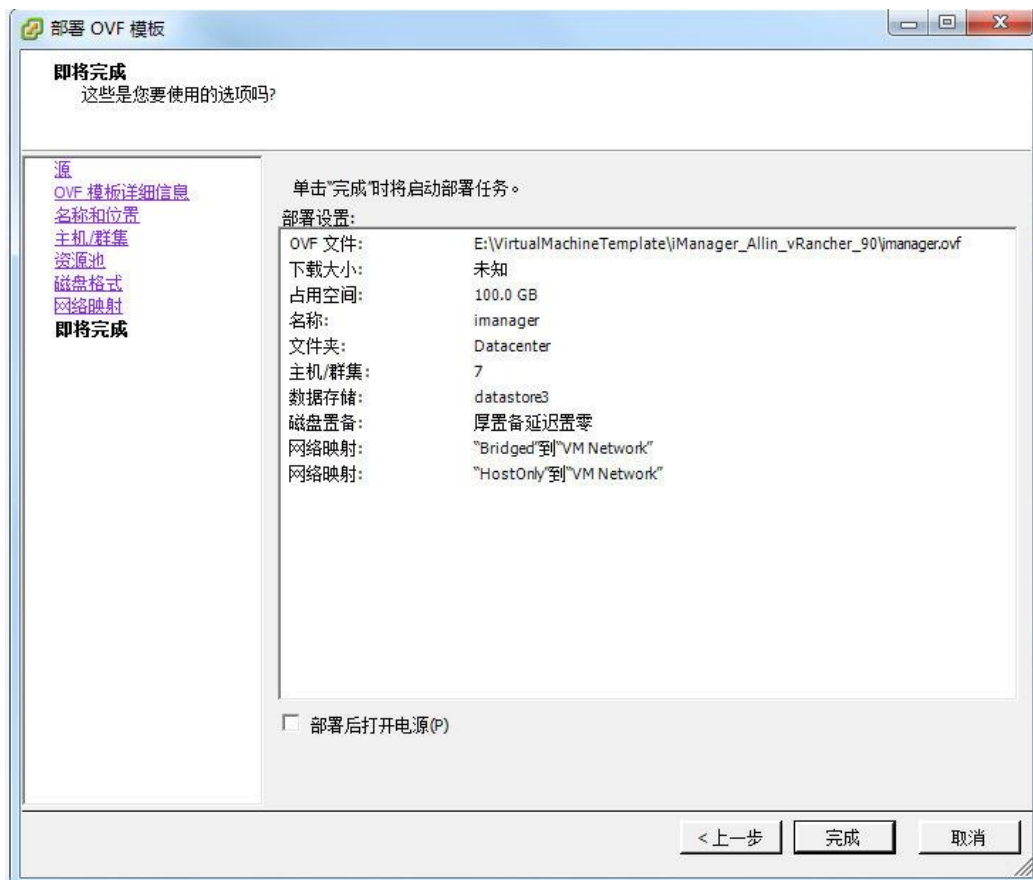 部署 OVF 模板
即将完成
这些是您要使用的选项吗?
源
OVF 模板详细信息
名称和位置
主机/群集
资源池
磁盘格式
网络映射
即将完成
单击"完成"时将启动部署任务。
部署设置:
OVF 文件: E:\VirtualMachineTemplate\iManager_Allin_vRancher_90\imanager.ovf
下载大小: 未知
占用空间: 100.0 GB
名称: imanager
文件夹: Datacenter
主机/群集: 7
数据存储: datastore3
磁盘置备: 厚置备延迟置零
网络映射: "Bridged"到"VM Network"
网络映射: "HostOnly"到"VM Network"
部署后打开电源(P)
<上一步 完成 取消